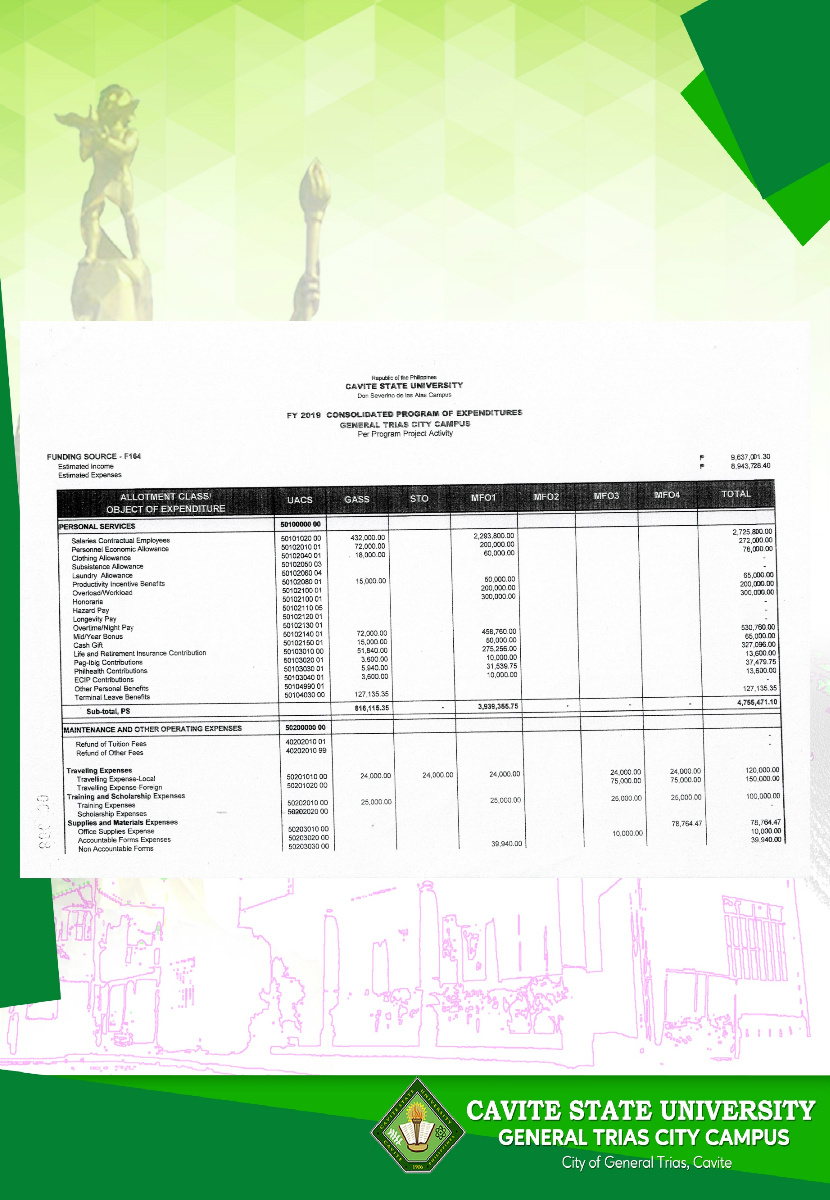 Republic of the Philippines
CAVITE STATE UNIVERSITY
Don Severino de las Alas Campus
FY 2019 CONSOLIDATED PROGRAM OF EXPENDITURES
GENERAL TRIAS CITY CAMPUS
Per Program Project Activity
FUNDING SOURCE - F164
Estimated Income ₱ 9,637,001.30
Estimated Expenses ₱ 8,943,728.40
ALLOTMENT CLASS/ OBJECT OF EXPENDITURE UACS GASS STO MFO1 MFO2 MFO3 MFO4 TOTAL
PERSONAL SERVICES 50100000 00
Salaries Contractual Employees 50101020 00 432,000.00 2,293,800.00 2,725,800.00
Personnel Economic Allowance 50102010 01 72,000.00 200,000.00 272,000.00
Clothing Allowance 50102040 01 18,000.00 60,000.00 78,000.00
Subsistence Allowance 50102050 03 -
Laundry Allowance 50102060 04 -
Productivity Incentive Benefits 50102080 01 15,000.00 50,000.00 65,000.00
Overload/Workload 50102100 01 200,000.00 200,000.00
Honoraria 50102100 01 300,000.00 300,000.00
Hazard Pay 50102110 05 -
Longevity Pay 50102120 01 -
Overtime/Night Pay 50102130 01 -
Mid/Year Bonus 50102140 01 72,000.00 458,760.00 530,760.00
Cash Gift 50102150 01 15,000.00 50,000.00 65,000.00
Life and Retirement Insurance Contribution 50103010 00 51,840.00 275,256.00 327,096.00
Pag-Ibig Contributions 50103020 01 3,600.00 10,000.00 13,600.00
Philhealth Contributions 50103030 01 5,940.00 31,539.75 37,479.75
ECIP Contributions 50103040 01 3,600.00 10,000.00 13,600.00
Other Personal Benefits 50104990 01 -
Terminal Leave Benefits 50104030 00 127,135.35 127,135.35
Sub-total, PS 816,115.35 - 3,939,355.75 - - - 4,755,471.10
MAINTENANCE AND OTHER OPERATING EXPENSES 50200000 00
Refund of Tuition Fees 40202010 01 -
Refund of Other Fees 40202010 99 -
Traveling Expenses
Travelling Expense-Local 50201010 00 24,000.00 24,000.00 24,000.00 24,000.00 24,000.00 120,000.00
Travelling Expense-Foreign 50201020 00 75,000.00 75,000.00 150,000.00
Training and Scholarship Expenses
Training Expenses 50202010 00 25,000.00 25,000.00 25,000.00 25,000.00 100,000.00
Scholarship Expenses 50202020 00 -
Supplies and Materials Expenses
Office Supplies Expense 50203010 00 78,764.47 78,764.47
Accountable Forms Expenses 50203020 00 10,000.00 10,000.00
Non Accountable Forms 50203030 00 39,940.00 39,940.00
CAVITE STATE UNIVERSITY
GENERAL TRIAS CITY CAMPUS
City of General Trias, Cavite
1906